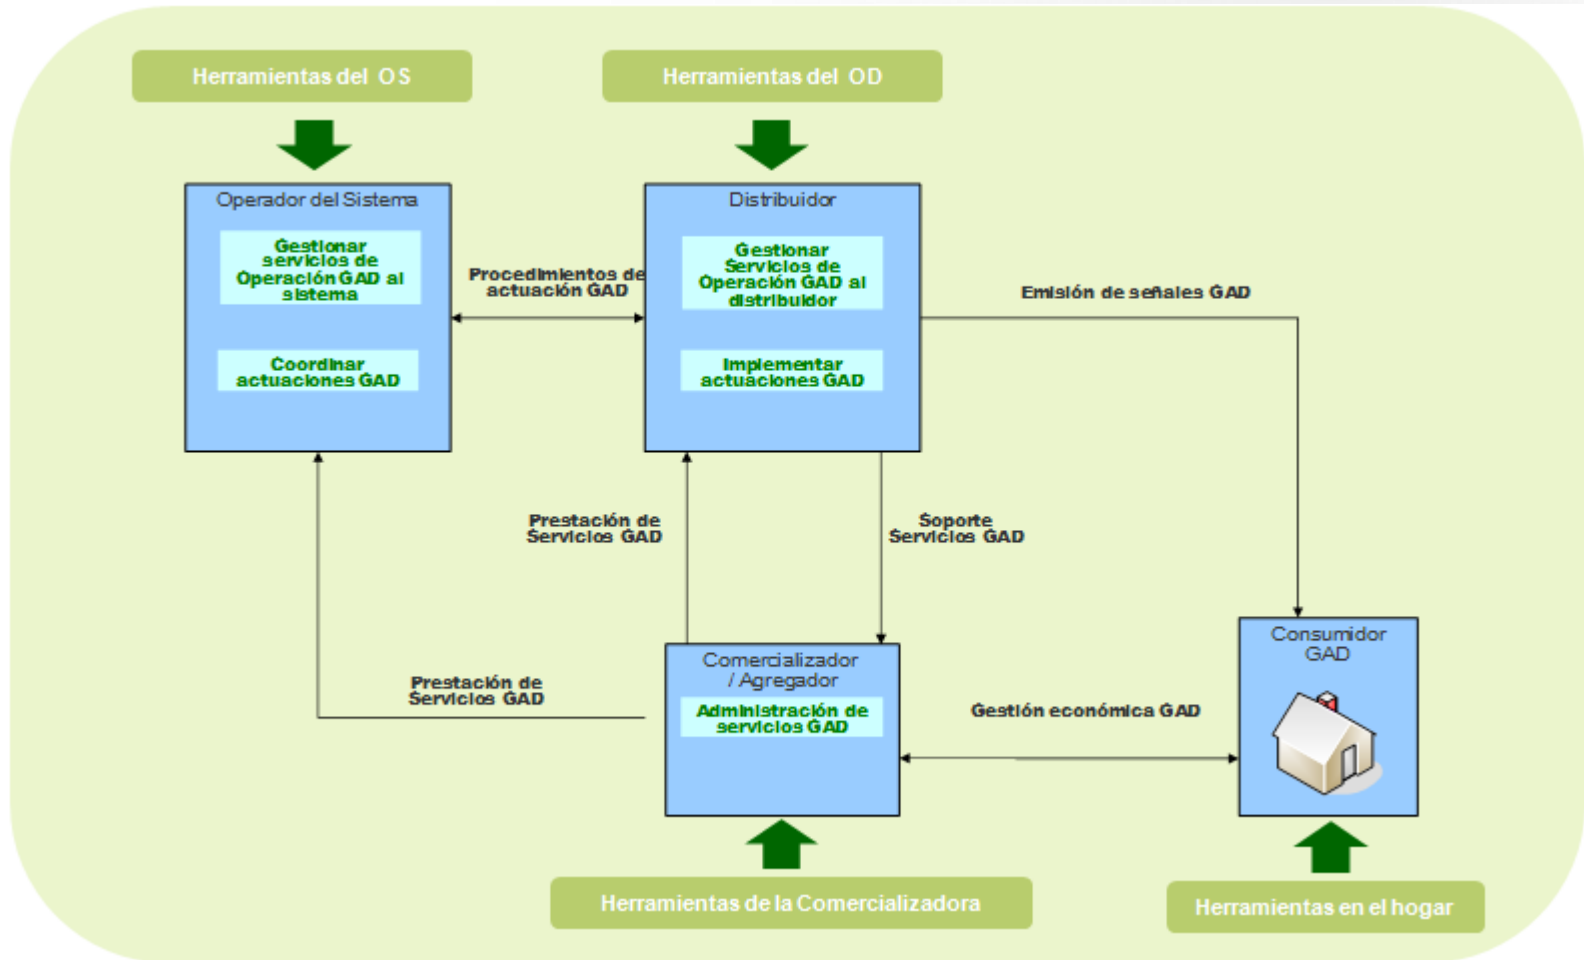 Herramientas del OS
Herramientas del OD
Operador del Sistema
Gestionar
servicios de
Operación GAD al
sistema
Coordinar
actuaciones GAD
Procedimientos de
actuación GAD
Distribuidor
Gestionar
Servicios de
Operación GAD al
distribuidor
Implementar
actuaciones GAD
Emisión de señales GAD
Prestación de
Servicios GAD
Soporte
Servicios GAD
Prestación de
Servicios GAD
Comercializador
/ Agregador
Administración de
servicios GAD
Gestión económica GAD
Consumidor
GAD
Herramientas de la Comercializadora
Herramientas en el hogar